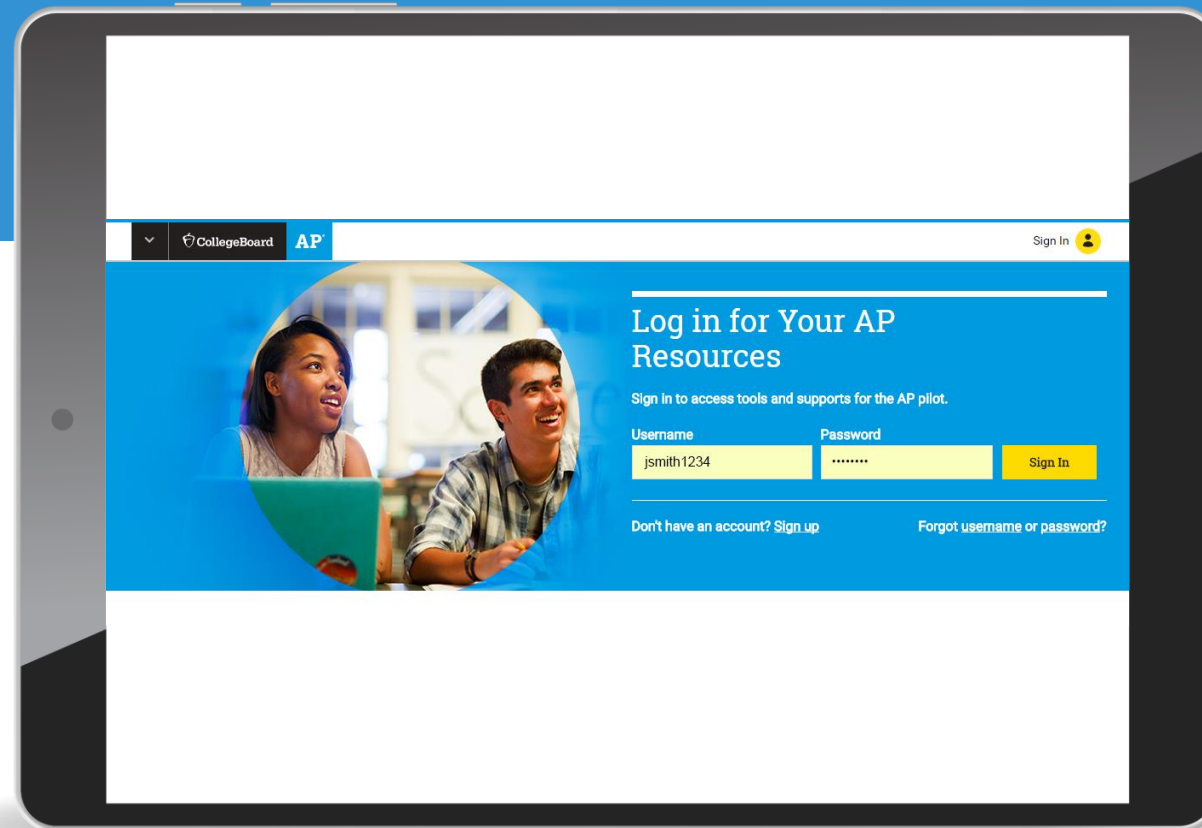 CollegeBoard AP
Sign In
Log in for Your AP
Resources
Sign in to access tools and supports for the AP pilot.
Username Password
jsmith1234 •••••••• Sign In
Don't have an account? Sign up Forgot username or password?